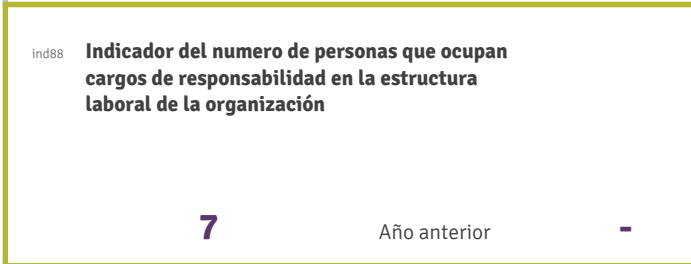 ind88 Indicador del numero de personas que ocupan
cargos de responsabilidad en la estructura
laboral de la organización
7 Año anterior -